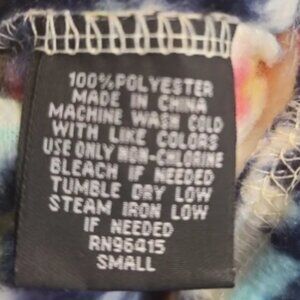 100%POLYESTER
MADE IN CHINA
MACHINE WASH COLD
WITH LIKE COLORS
USE ONLY NON-CHLORINE
BLEACH IF NEEDED
TUMBLE DRY LOW
STEAM IRON LOW
IF NEEDED
RN96415
SMALL